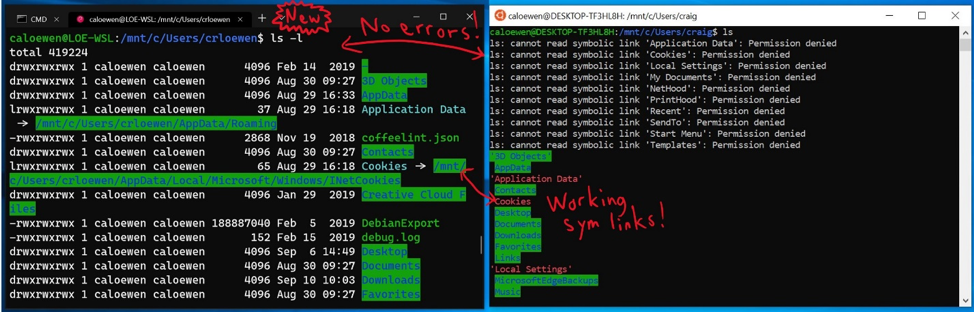 CMD
caloewen@LOE-WSL: /mnt/c/Users/crloewen
New
caloewen@LOE-WSL:/mnt/c/Users/crloewen$ ls -l
No errors!
total 419224
drwxrwxrwx 1 caloewen caloewen 4096 Feb 14 2019 -
drwxrwxrwx 1 caloewen caloewen 4096 Aug 30 09:27 3D Objects
drwxrwxrwx 1 caloewen caloewen 4096 Aug 29 16:33 AppData
lrwxrwxrwx 1 caloewen caloewen 37 Aug 29 16:18 Application Data
→ /mnt/c/Users/crloewen/AppData/Roaming
-rwxrwxrwx 1 caloewen caloewen 2868 Nov 19 2018 coffeelint.json
drwxrwxrwx 1 caloewen caloewen 4096 Aug 30 09:27 Contacts
lrwxrwxrwx 1 caloewen caloewen 65 Aug 29 16:18 Cookies → /mnt/
c/Users/crloewen/AppData/Local/Microsoft/Windows/INetCookies
drwxrwxrwx 1 caloewen caloewen 4096 Jan 29 2019 Creative Cloud F
iles
-rwxrwxrwx 1 caloewen caloewen 188887040 Feb 5 2019 DebianExport
-rwxrwxrwx 1 caloewen caloewen 152 Feb 15 2019 debug.log
drwxrwxrwx 1 caloewen caloewen 4096 Sep 6 14:49 Desktop
drwxrwxrwx 1 caloewen caloewen 4096 Aug 30 09:27 Documents
drwxrwxrwx 1 caloewen caloewen 4096 Sep 10 10:03 Downloads
drwxrwxrwx 1 caloewen caloewen 4096 Aug 30 09:27 Favorites
caloewen@DESKTOP-TF3HL8H: /mnt/c/Users/craig
caloewen@DESKTOP-TF3HL8H:/mnt/c/Users/craig$ ls
ls: cannot read symbolic link 'Application Data': Permission denied
ls: cannot read symbolic link 'Cookies': Permission denied
ls: cannot read symbolic link 'Local Settings': Permission denied
ls: cannot read symbolic link 'My Documents': Permission denied
ls: cannot read symbolic link 'NetHood': Permission denied
ls: cannot read symbolic link 'PrintHood': Permission denied
ls: cannot read symbolic link 'Recent': Permission denied
ls: cannot read symbolic link 'SendTo': Permission denied
ls: cannot read symbolic link 'Start Menu': Permission denied
ls: cannot read symbolic link 'Templates': Permission denied
'3D Objects'
AppData
'Application Data'
Contacts
Cookies
Desktop
Documents
Downloads
Favorites
Links
'Local Settings'
MicrosoftEdgeBackups
Music
Working
sym links!